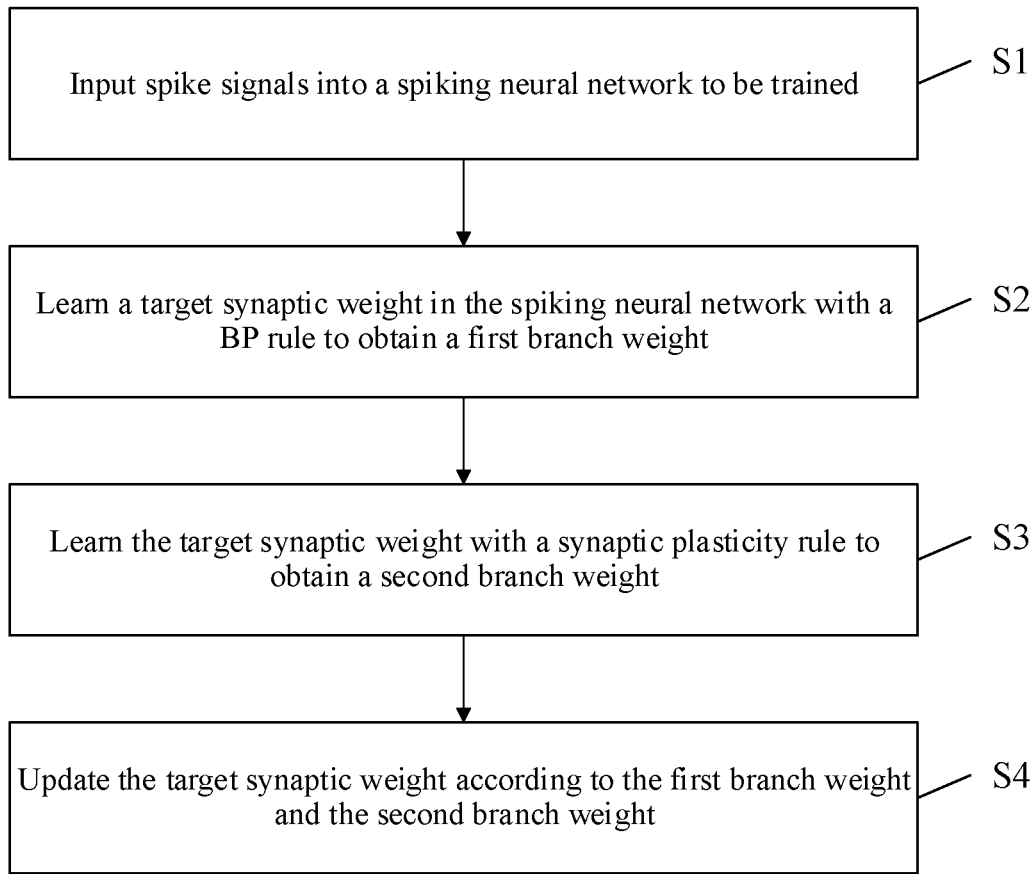 Input spike signals into a spiking neural network to be trained
S1
Learn a target synaptic weight in the spiking neural network with a
BP rule to obtain a first branch weight
S2
Learn the target synaptic weight with a synaptic plasticity rule to
obtain a second branch weight
S3
Update the target synaptic weight according to the first branch weight
and the second branch weight
S4